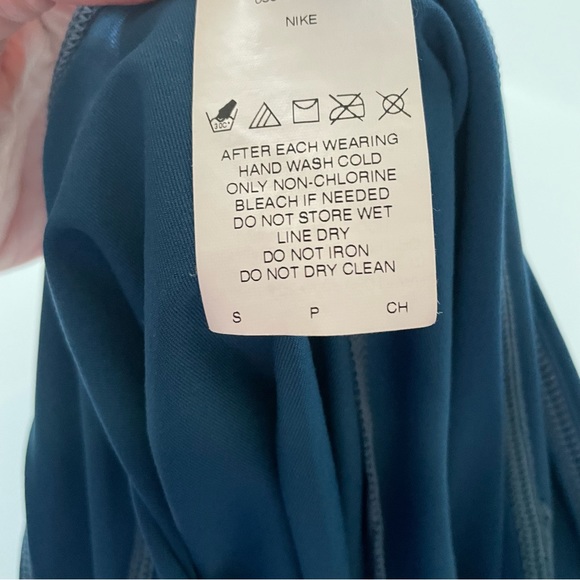 NIKE
AFTER EACH WEARING
HAND WASH COLD
ONLY NON-CHLORINE
BLEACH IF NEEDED
DO NOT STORE WET
LINE DRY
DO NOT IRON
DO NOT DRY CLEAN
S P CH